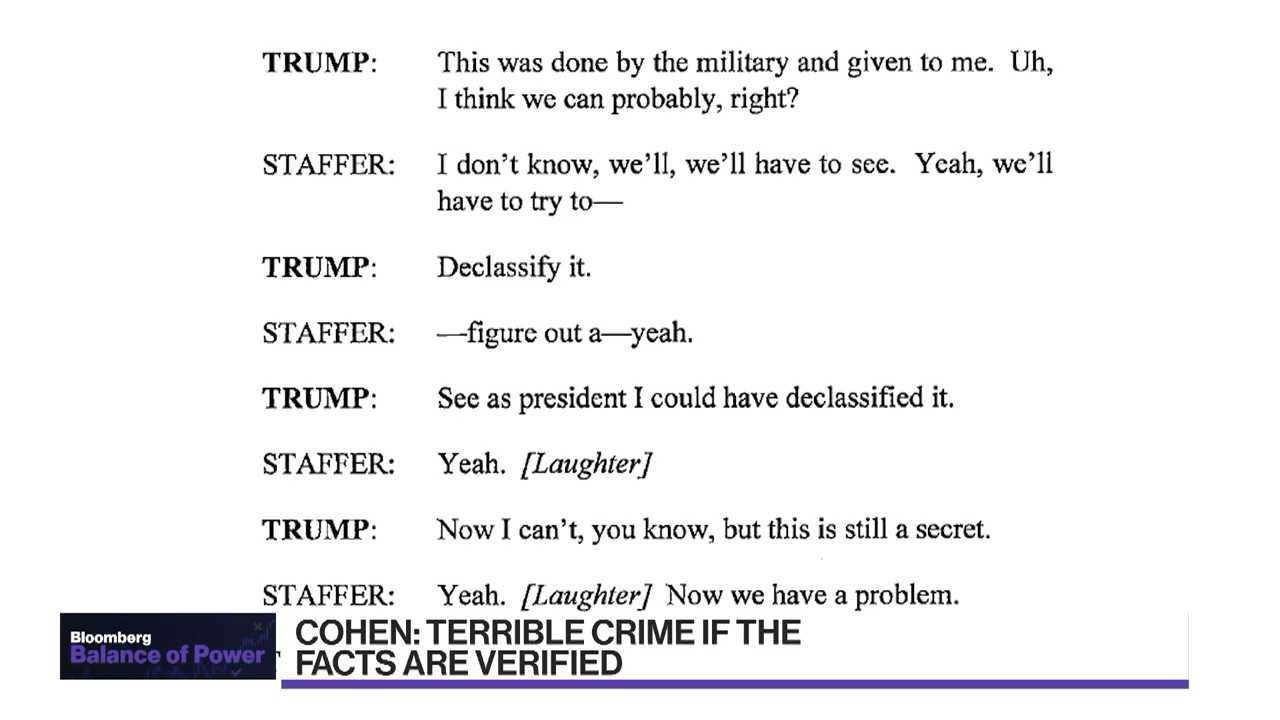 TRUMP: This was done by the military and given to me. Uh,
I think we can probably, right?
STAFFER: I don't know, we'll, we'll have to see. Yeah, we'll
have to try to—
TRUMP: Declassify it.
STAFFER: —figure out a—yeah.
TRUMP: See as president I could have declassified it.
STAFFER: Yeah. [Laughter]
TRUMP: Now I can't, you know, but this is still a secret.
STAFFER: Yeah. [Laughter] Now we have a problem.
Bloomberg
Balance of Power
COHEN: TERRIBLE CRIME IF THE
FACTS ARE VERIFIED